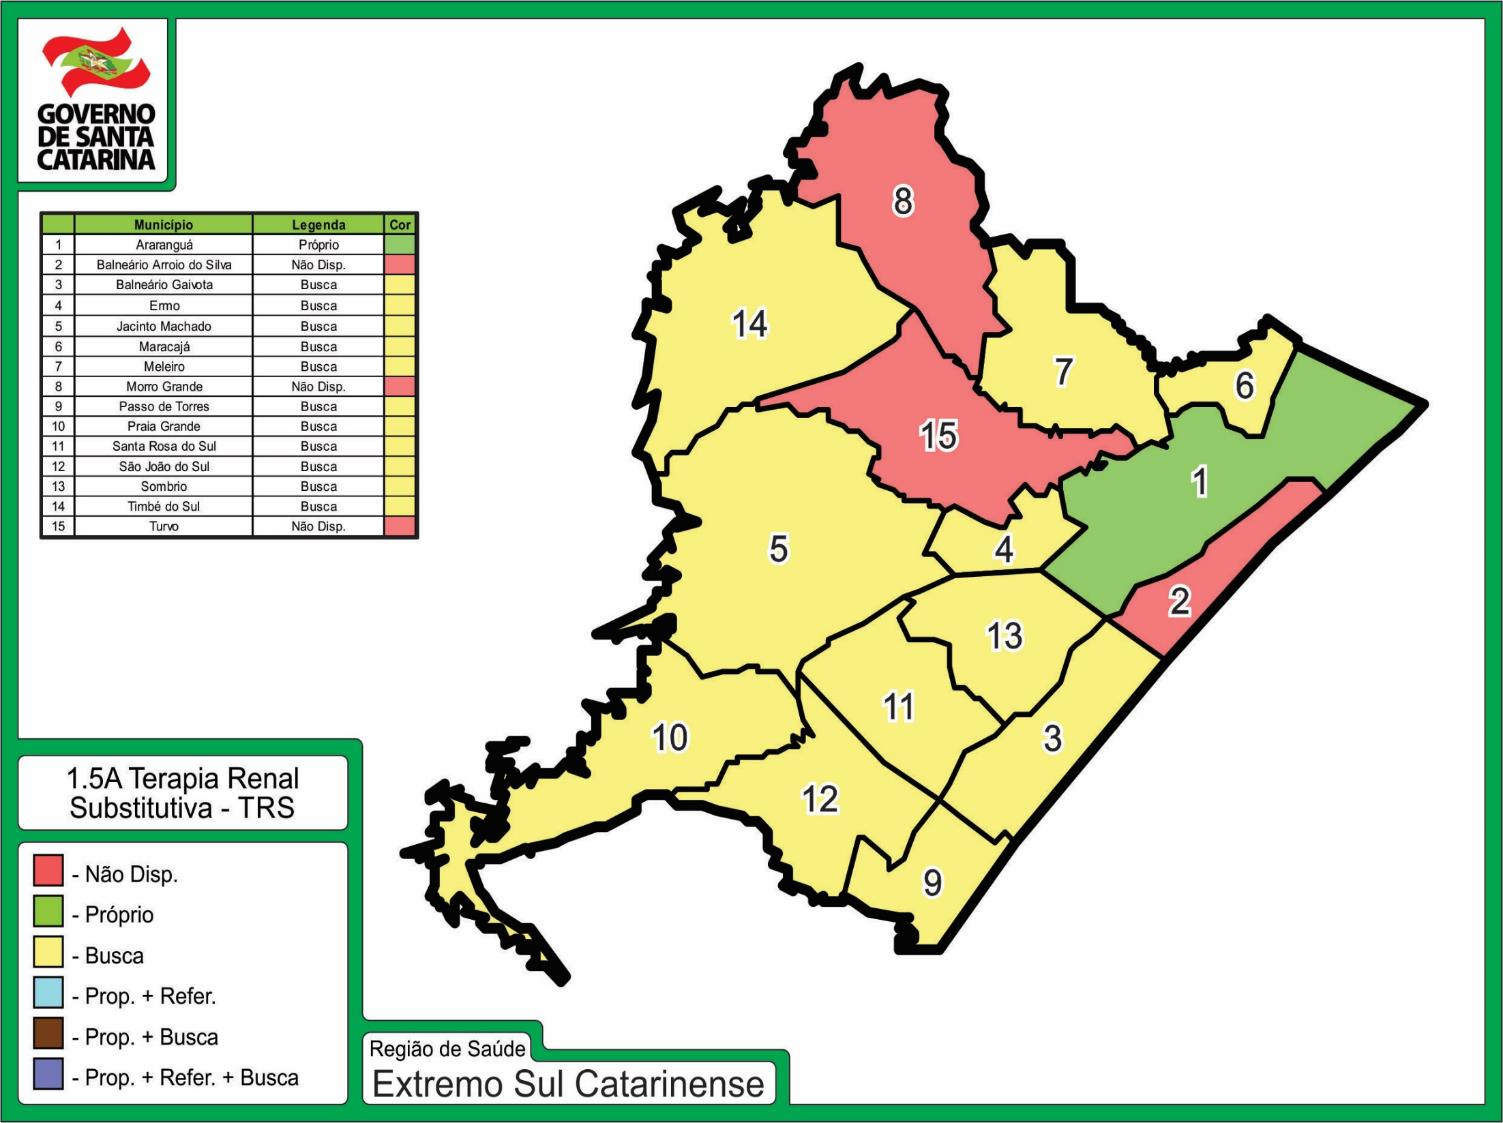 GOVERNO
DE SANTA
CATARINA
Município Legenda Cor
1 Araranguá Próprio
2 Balneário Arroio do Silva Não Disp.
3 Balneário Gaivota Busca
4 Ermo Busca
5 Jacinto Machado Busca
6 Maracajá Busca
7 Meleiro Busca
8 Morro Grande Não Disp.
9 Passo de Torres Busca
10 Praia Grande Busca
11 Santa Rosa do Sul Busca
12 São João do Sul Busca
13 Sombrio Busca
14 Timbé do Sul Busca
15 Turvo Não Disp.
8
14
7
6
15
1
5
4
2
13
11
10
3
12
9
1.5A Terapia Renal
Substitutiva - TRS
- Não Disp.
- Próprio
- Busca
- Prop. + Refer.
- Prop. + Busca
- Prop. + Refer. + Busca
Região de Saúde
Extremo Sul Catarinense